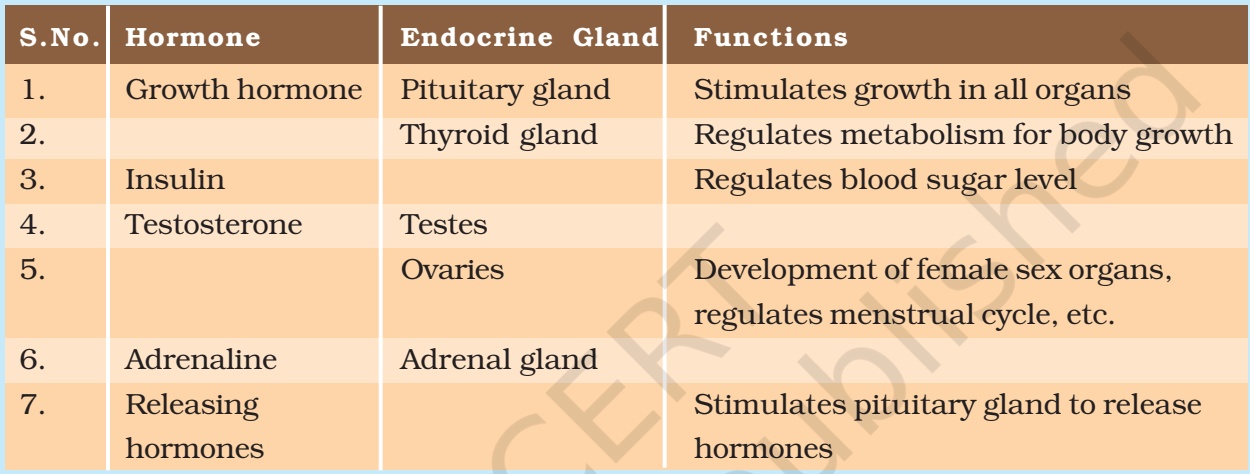 S.No. Hormone Endocrine Gland Functions
1. Growth hormone Pituitary gland Stimulates growth in all organs
2. Thyroid gland Regulates metabolism for body growth
3. Insulin Regulates blood sugar level
4. Testosterone Testes
5. Ovaries Development of female sex organs,
regulates menstrual cycle, etc.
6. Adrenaline Adrenal gland
7. Releasing Stimulates pituitary gland to release
hormones hormones
CERT
ublished